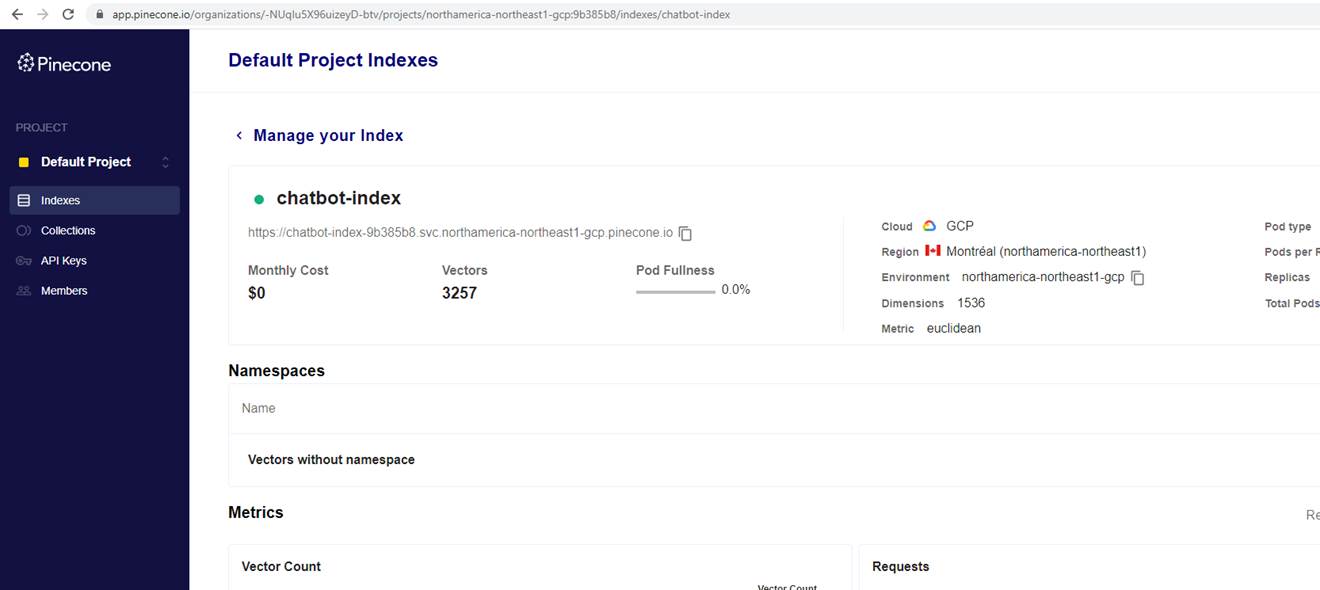 app.pinecone.io/organizations/-NUqlu5X96uizeyD-btv/projects/northamerica-northeast1-gcp:9b385b8/indexes/chatbot-index
Pinecone
Default Project Indexes
PROJECT
Default Project
Indexes
Collections
API Keys
Members
Manage your Index
chatbot-index
https://chatbot-index-9b385b8.svc.northamerica-northeast1-gcp.pinecone.io
Monthly Cost
$0
Vectors
3257
Pod Fullness
0.0%
Cloud GCP
Region Montréal (northamerica-northeast1)
Environment northamerica-northeast1-gcp
Dimensions 1536
Metric euclidean
Pod type
Pods per R
Replicas
Total Pods
Namespaces
Name
Vectors without namespace
Metrics
Re
Vector Count
Vector Count
Requests